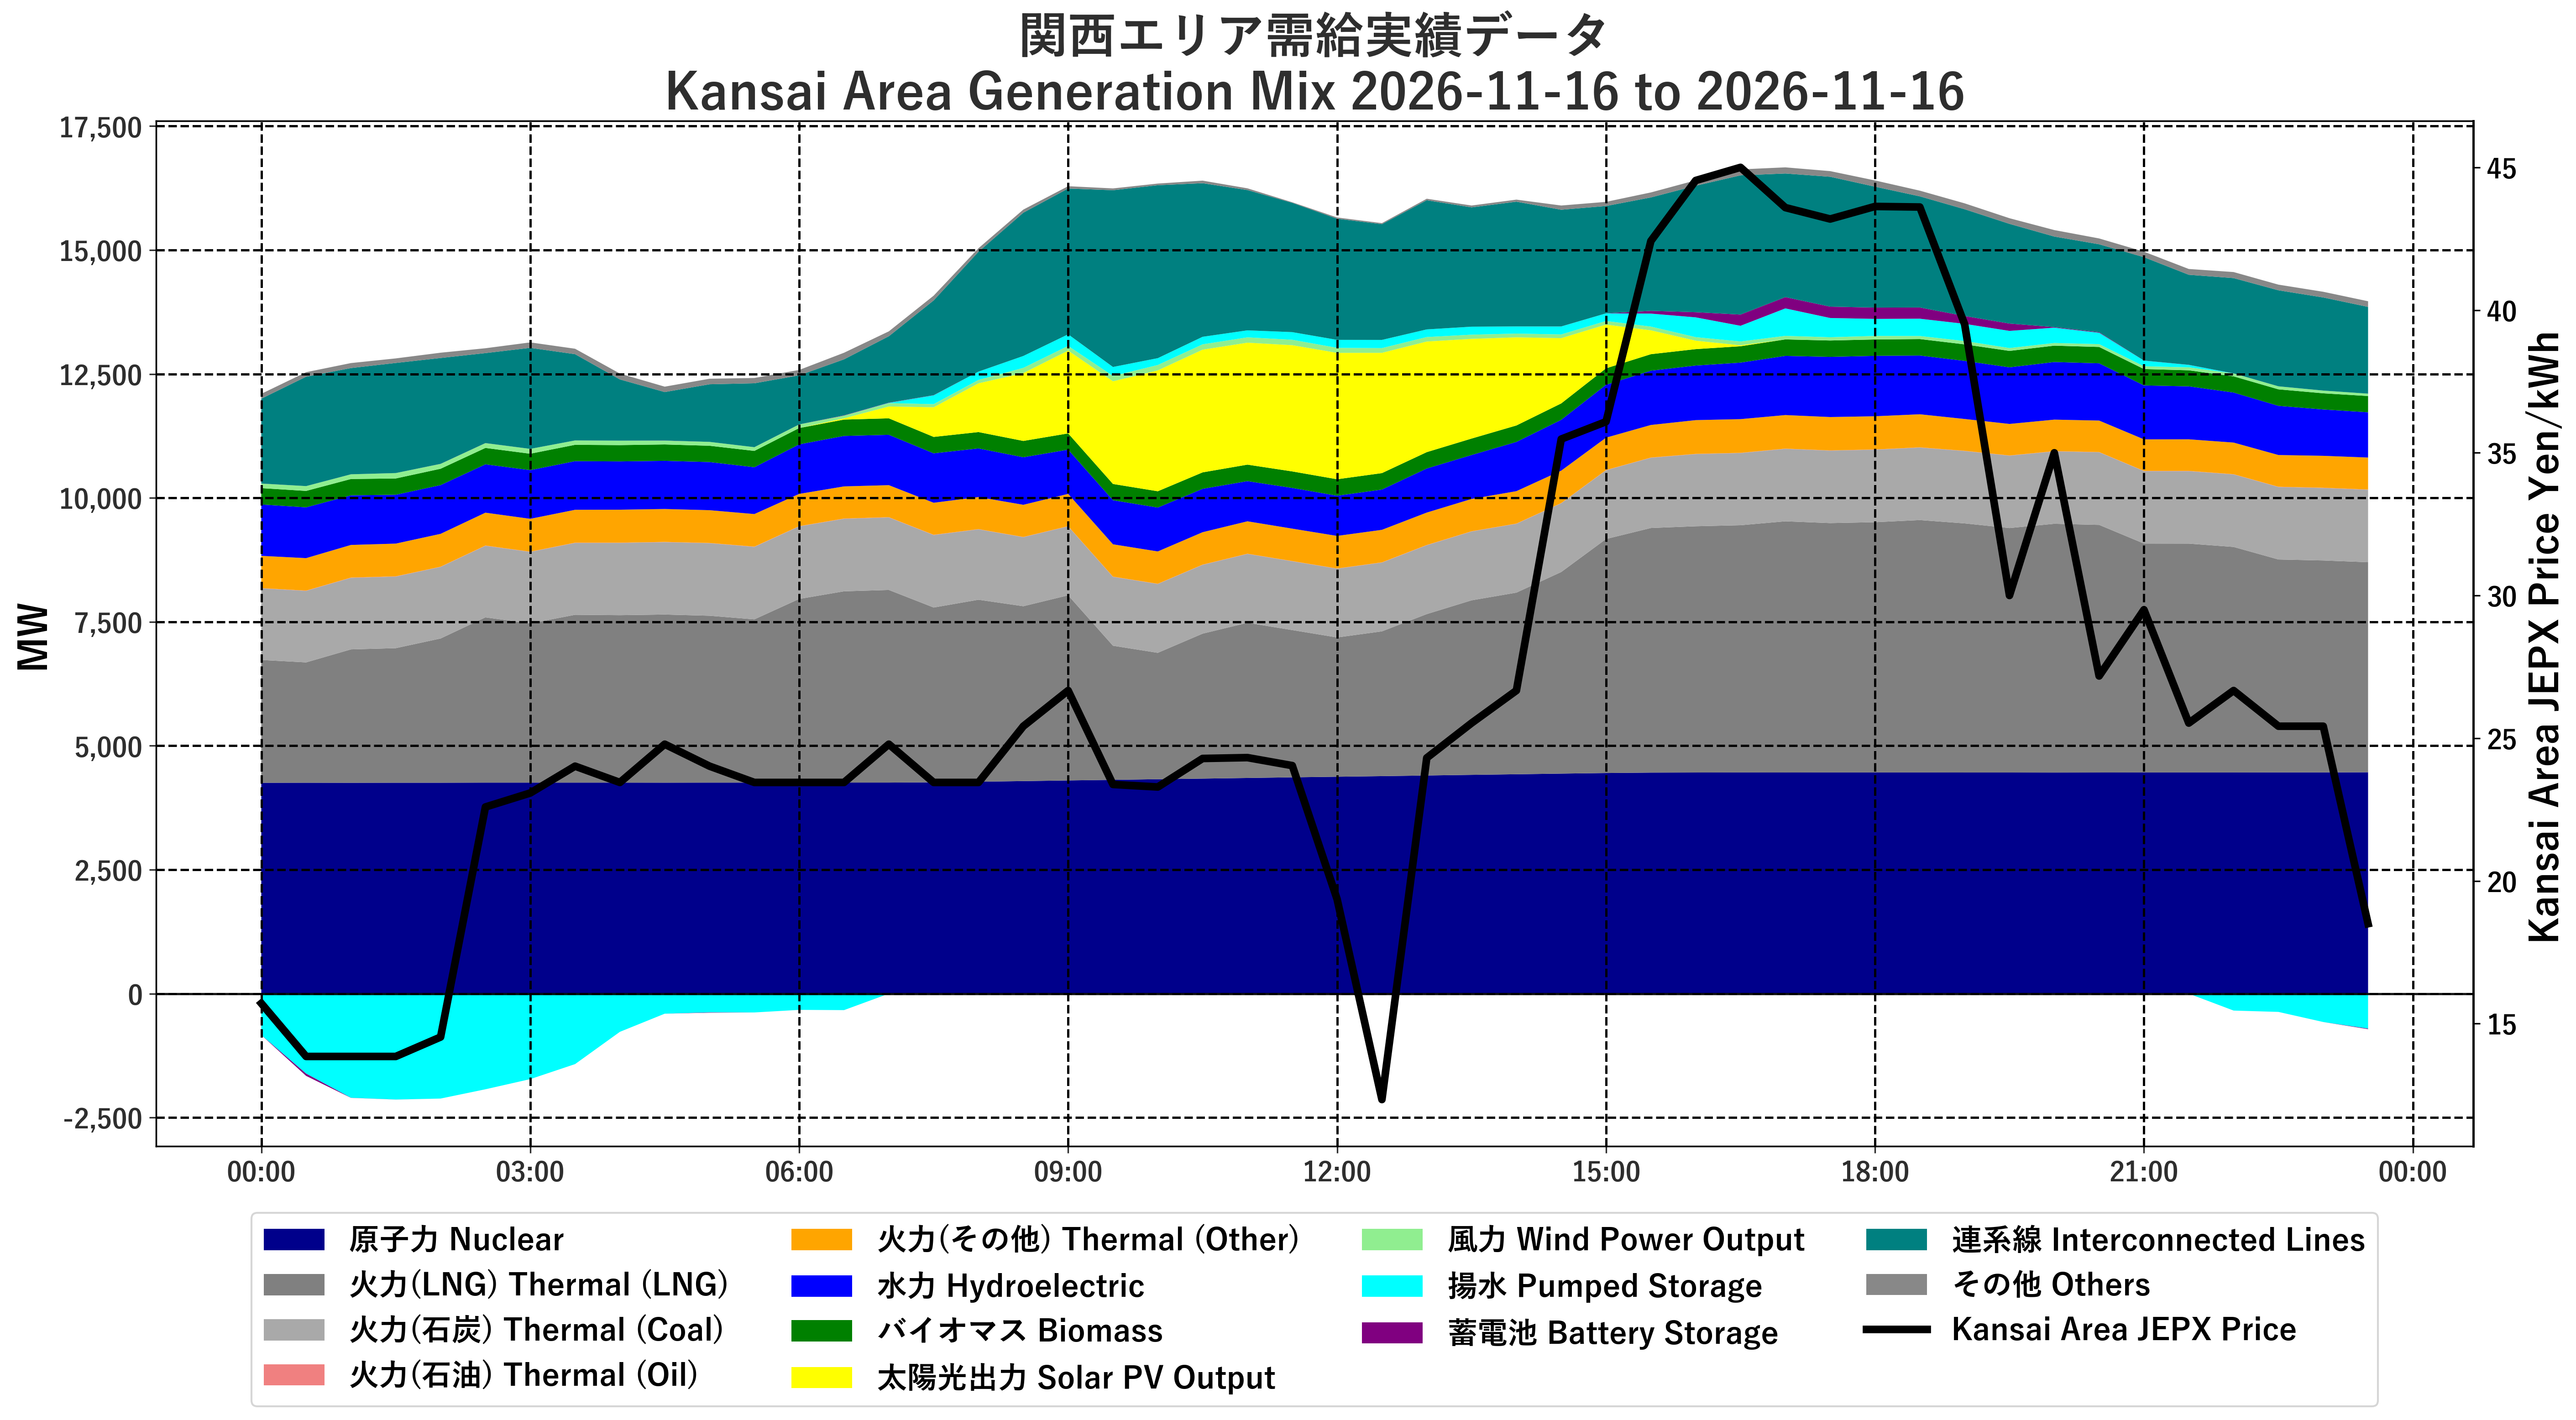 関西エリア需給実績データ
Kansai Area Generation Mix 2026-11-16 to 2026-11-16
MW
17,500
15,000
12,500
10,000
7,500
5,000
2,500
0
-2,500
45
40
35
30
25
20
15
Kansai Area JEPX Price Yen/kWh
00:00 03:00 06:00 09:00 12:00 15:00 18:00 21:00 00:00
原子力 Nuclear
火力(LNG) Thermal (LNG)
火力(石炭) Thermal (Coal)
火力(石油) Thermal (Oil)
火力(その他) Thermal (Other)
水力 Hydroelectric
バイオマス Biomass
太陽光出力 Solar PV Output
風力 Wind Power Output
揚水 Pumped Storage
蓄電池 Battery Storage
連系線 Interconnected Lines
その他 Others
Kansai Area JEPX Price